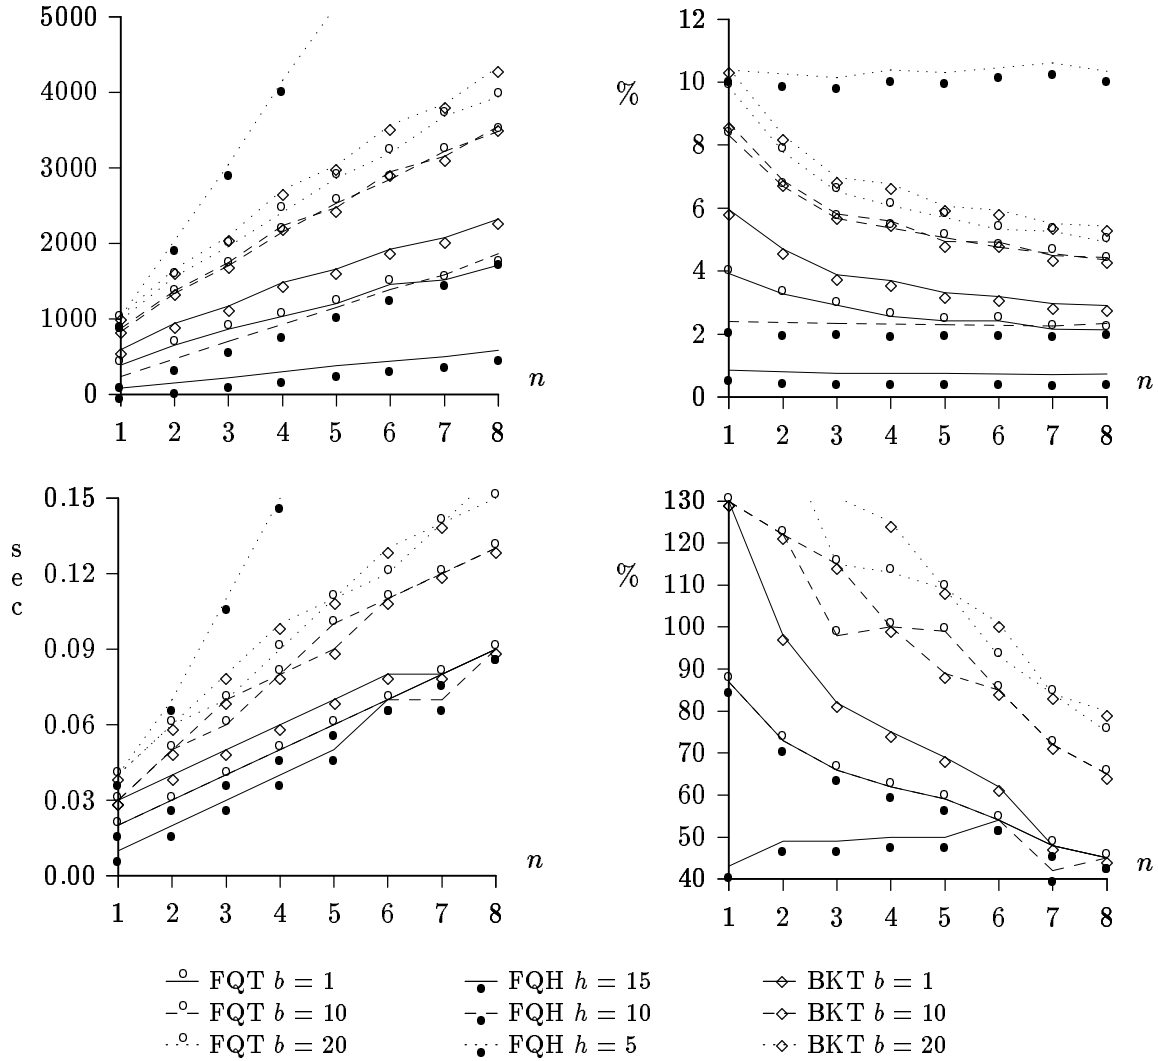 5000
4000
3000
2000
1000
0
1 2 3 4 5 6 7 8
n
12
10
8
6
4
2
0
%
1 2 3 4 5 6 7 8
n
0.15
0.12
0.09
0.06
0.03
0.00
s
e
c
1 2 3 4 5 6 7 8
n
130
120
110
100
90
80
70
60
50
40
%
1 2 3 4 5 6 7 8
n
FQT b = 1
FQH h = 15
BKT b = 1
FQT b = 10
FQH h = 10
BKT b = 10
FQT b = 20
FQH h = 5
BKT b = 20